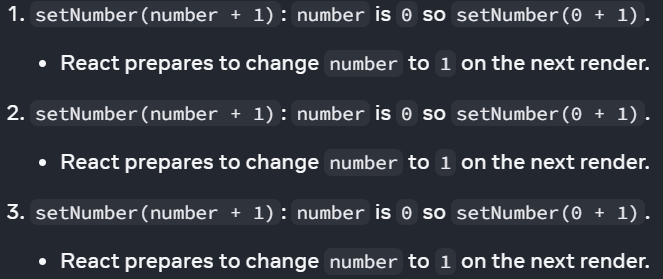 1. setNumber(number + 1): number is 0 so setNumber(0 + 1).
• React prepares to change number to 1 on the next render.
2. setNumber(number + 1): number is 0 so setNumber(0 + 1).
• React prepares to change number to 1 on the next render.
3. setNumber(number + 1): number is 0 so setNumber(0 + 1).
• React prepares to change number to 1 on the next render.